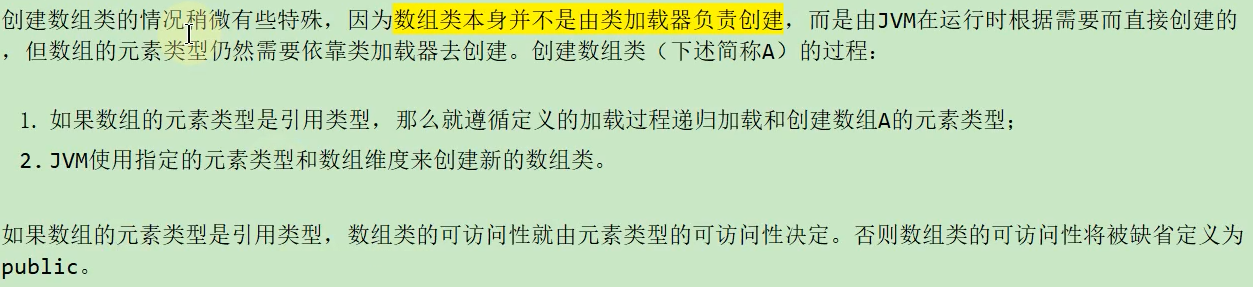 创建数组类的情况稍微有些特殊，因为数组类本身并不是由类加载器负责创建，而是由JVM在运行时根据需要而直接创建的
，但数组的元素类型仍然需要依靠类加载器去创建。创建数组类（下述简称A）的过程：
1. 如果数组的元素类型是引用类型，那么就遵循定义的加载过程递归加载和创建数组A的元素类型；
2. JVM使用指定的元素类型和数组维度来创建新的数组类。
如果数组的元素类型是引用类型，数组类的可访问性就由元素类型的可访问性决定。否则数组类的可访问性将被缺省定义为
public。